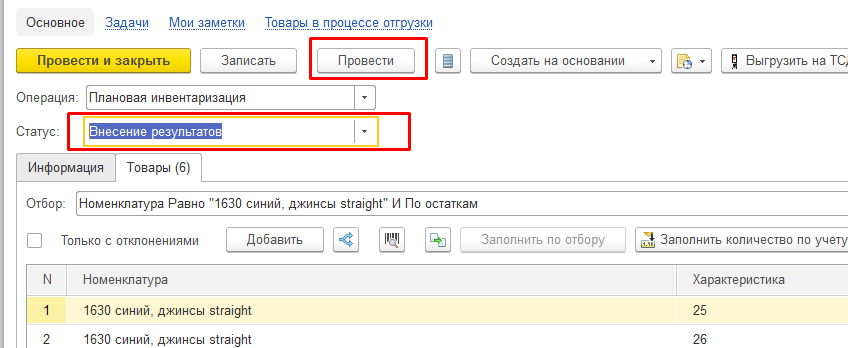 Основное Задачи Мои заметки Товары в процессе отгрузки
Провести и закрыть Записать Провести Создать на основании Выгрузить на ТСД
Операция: Плановая инвентаризация
Статус: Внесение результатов
Информация Товары (6)
Отбор: Номенклатура Равно "1630 синий, джинсы straight" И По остаткам
Только с отклонениями Добавить Заполнить по отбору Заполнить количество по учету
N Номенклатура Характеристика
1 1630 синий, джинсы straight 25
2 1630 синий, джинсы straight 26